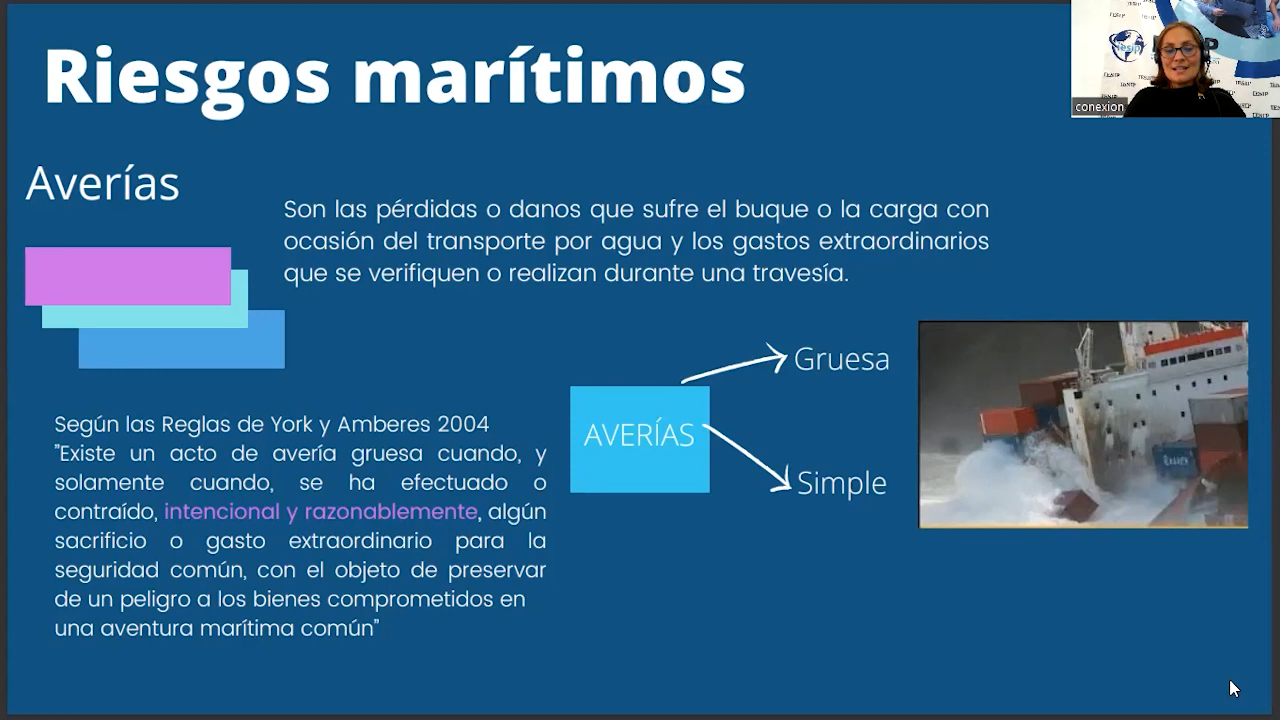 Riesgos marítimos
conexion
Averías
Son las pérdidas o danos que sufre el buque o la carga con
ocasión del transporte por agua y los gastos extraordinarios
que se verifiquen o realizan durante una travesía.
Gruesa
AVERÍAS
Simple
Según las Reglas de York y Amberes 2004
"Existe un acto de avería gruesa cuando, y
solamente cuando, se ha efectuado o
contraído, intencional y razonablemente, algún
sacrificio o gasto extraordinario para la
seguridad común, con el objeto de preservar
de un peligro a los bienes comprometidos en
una aventura marítima común"